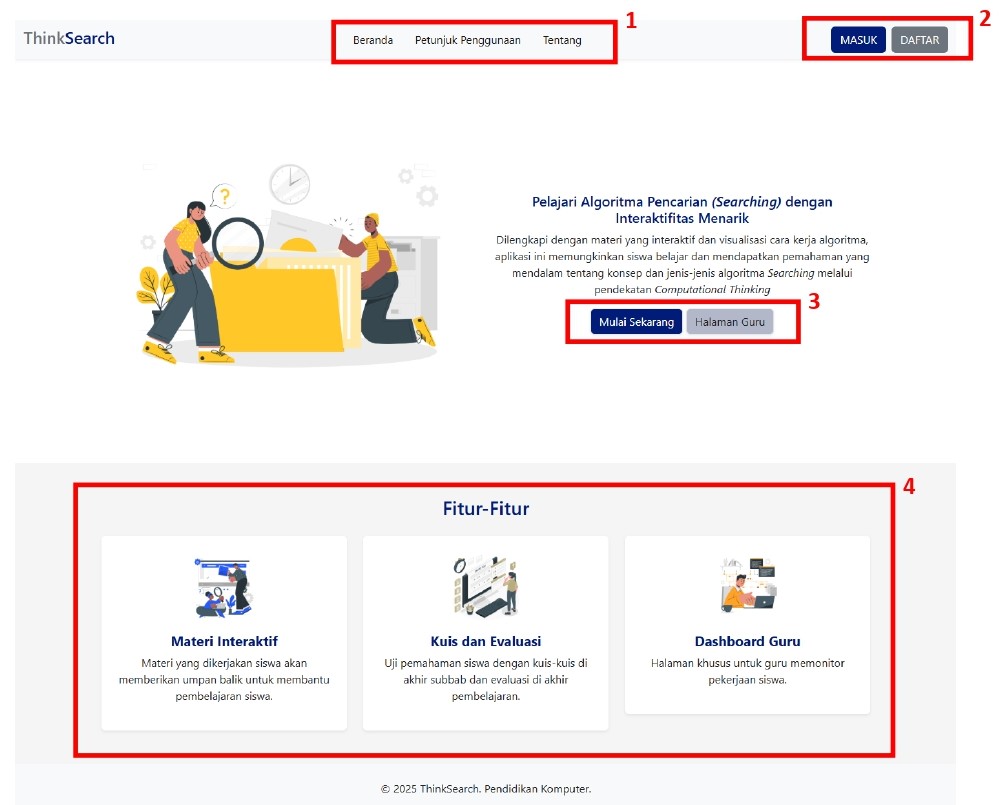 ThinkSearch
Beranda Petunjuk Penggunaan Tentang
1
MASUK DAFTAR
2
?
Pelajari Algoritma Pencarian (Searching) dengan
Interaktifitas Menarik
Dilengkapi dengan materi yang interaktif dan visualisasi cara kerja algoritma,
aplikasi ini memungkinkan siswa belajar dan mendapatkan pemahaman yang
mendalam tentang konsep dan jenis-jenis algoritma Searching melalui
pendekatan Computational Thinking
3
Mulai Sekarang Halaman Guru
4
Fitur-Fitur
Materi Interaktif
Materi yang dikerjakan siswa akan
memberikan umpan balik untuk membantu
pembelajaran siswa.
Kuis dan Evaluasi
Uji pemahaman siswa dengan kuis-kuis di
akhir subbab dan evaluasi di akhir
pembelajaran.
Dashboard Guru
Halaman khusus untuk guru memonitor
pekerjaan siswa.
© 2025 ThinkSearch. Pendidikan Komputer.